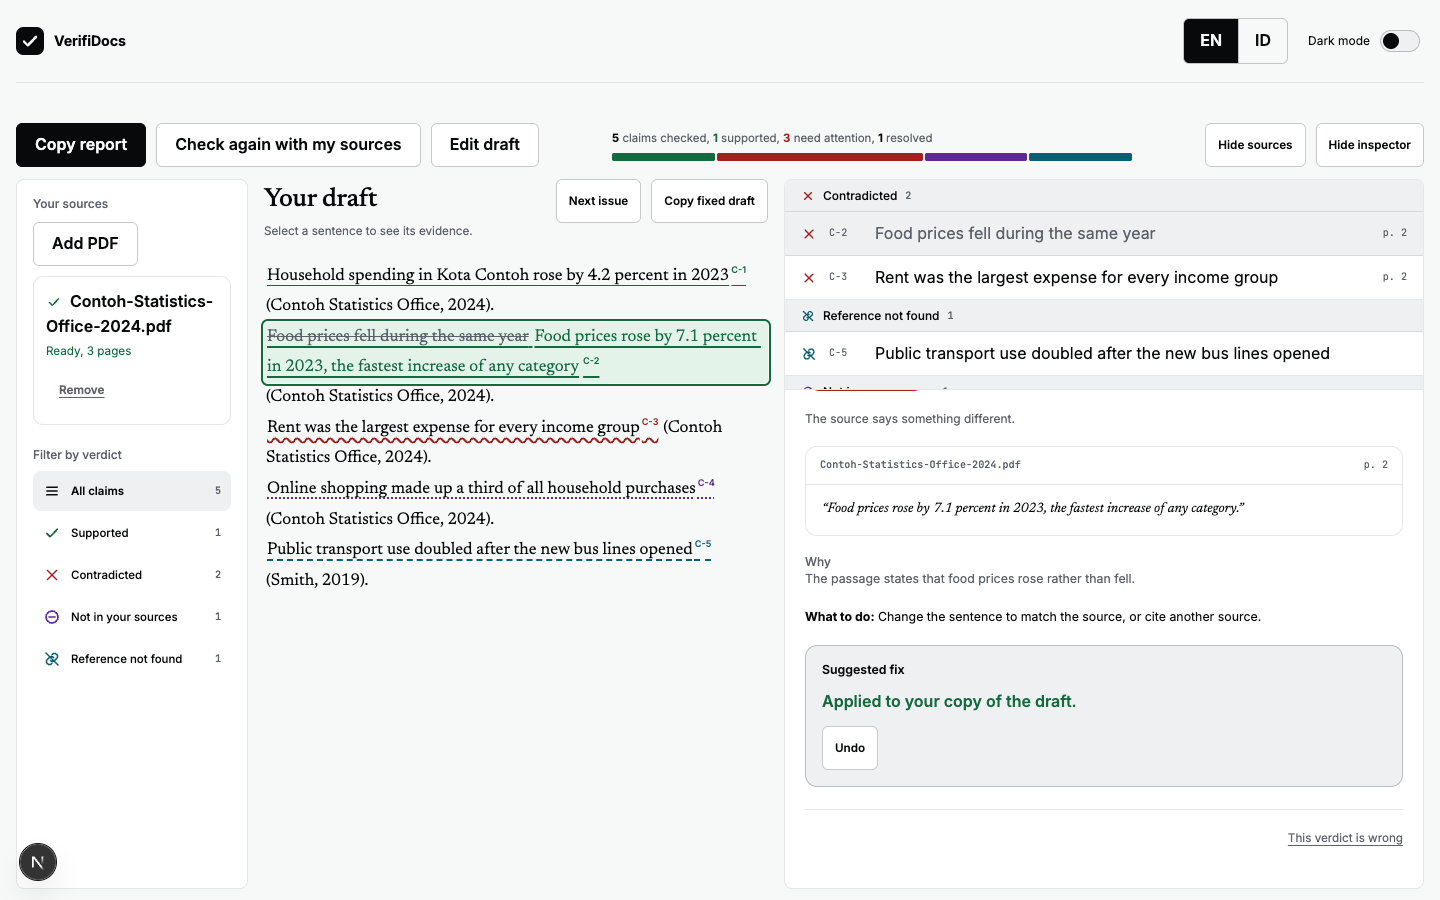 VerifiDocs
EN
ID
Dark mode
Copy report
Check again with my sources
Edit draft
5 claims checked, 1 supported, 3 need attention, 1 resolved
Hide sources
Hide inspector
Your sources
Add PDF
Contoh-Statistics-
Office-2024.pdf
Ready, 3 pages
Remove
Filter by verdict
All claims 5
Supported 1
Contradicted 2
Not in your sources 1
Reference not found 1
N
Your draft
Next issue
Copy fixed draft
Select a sentence to see its evidence.
Household spending in Kota Contoh rose by 4.2 percent in 2023 C-1
(Contoh Statistics Office, 2024).
Food prices fell during the same year Food prices rose by 7.1 percent
in 2023, the fastest increase of any category C-2
(Contoh Statistics Office, 2024).
Rent was the largest expense for every income group C-3 (Contoh
Statistics Office, 2024).
Online shopping made up a third of all household purchases C-4
(Contoh Statistics Office, 2024).
Public transport use doubled after the new bus lines opened C-5
(Smith, 2019).
Contradicted 2
C-2 Food prices fell during the same year p. 2
C-3 Rent was the largest expense for every income group p. 2
Reference not found 1
C-5 Public transport use doubled after the new bus lines opened
The source says something different.
Contoh-Statistics-Office-2024.pdf p. 2
“Food prices rose by 7.1 percent in 2023, the fastest increase of any category.”
Why
The passage states that food prices rose rather than fell.
What to do: Change the sentence to match the source, or cite another source.
Suggested fix
Applied to your copy of the draft.
Undo
This verdict is wrong